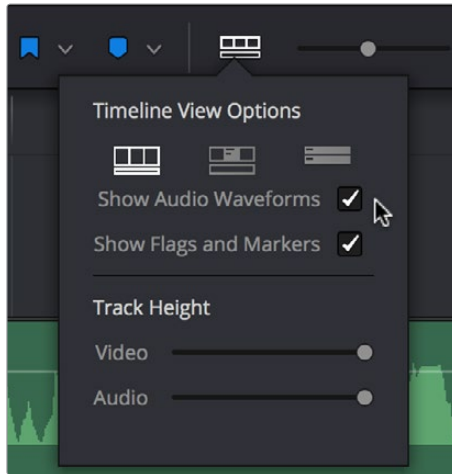 Timeline View Options
Show Audio Waveforms
Show Flags and Markers
Track Height
Video
Audio